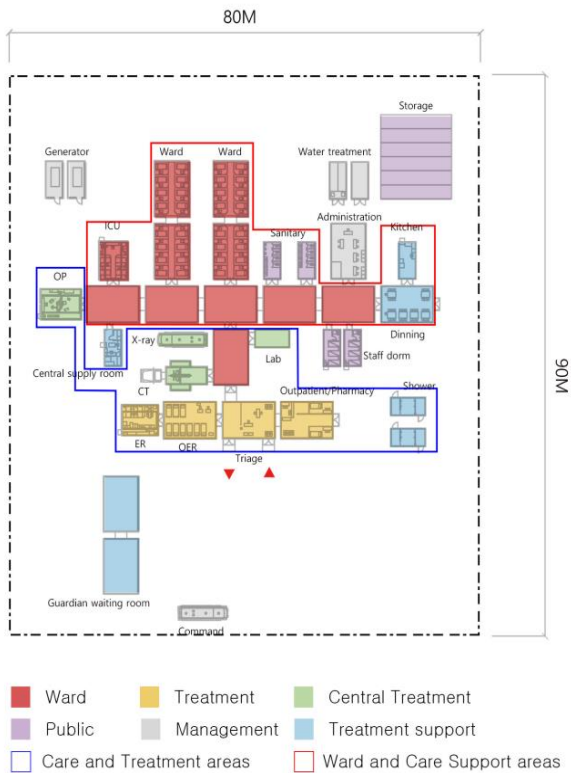 80M
Storage
Generator
Ward
Ward
Water treatment
ICU
Sanitary
Administration
Kitchen
OP
X-ray
Lab
Dinning
Central supply room
Staff dorm
CT
Outpatient/Pharmacy
Shower
ER
OER
Triage
90M
Guardian waiting room
Command
Ward
Treatment
Central Treatment
Public
Management
Treatment support
Care and Treatment areas
Ward and Care Support areas